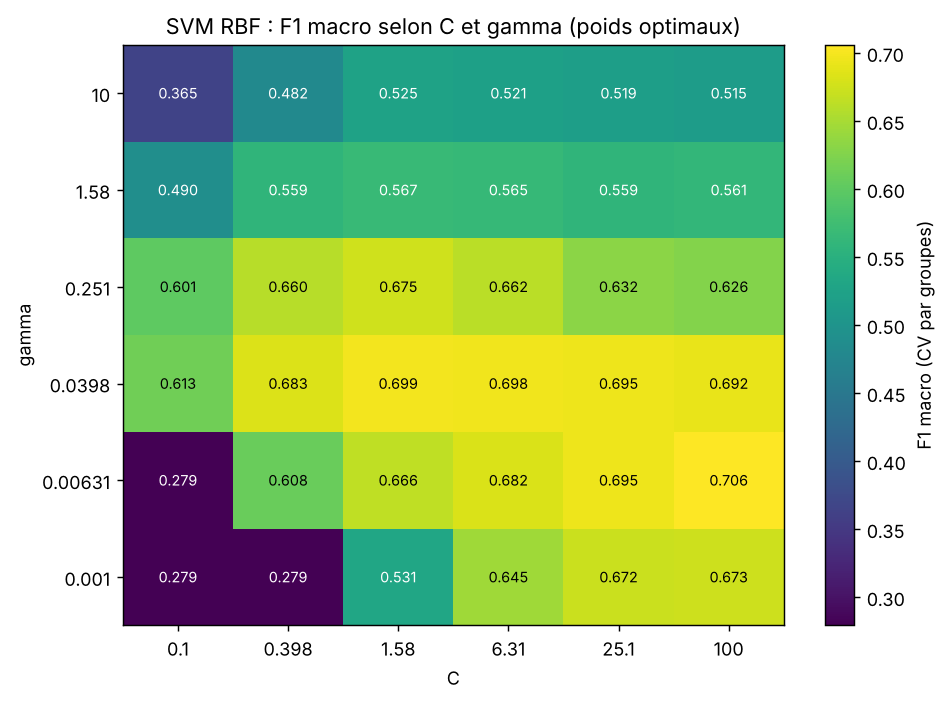 SVM RBF : F1 macro selon C et gamma (poids optimaux)
gamma
10
0.365 0.482 0.525 0.521 0.519 0.515
1.58
0.490 0.559 0.567 0.565 0.559 0.561
0.251
0.601 0.660 0.675 0.662 0.632 0.626
0.0398
0.613 0.683 0.699 0.698 0.695 0.692
0.00631
0.279 0.608 0.666 0.682 0.695 0.706
0.001
0.279 0.279 0.531 0.645 0.672 0.673
0.1 0.398 1.58 6.31 25.1 100
C
0.70
0.65
0.60
0.55
0.50
0.45
0.40
0.35
0.30
F1 macro (CV par groupes)